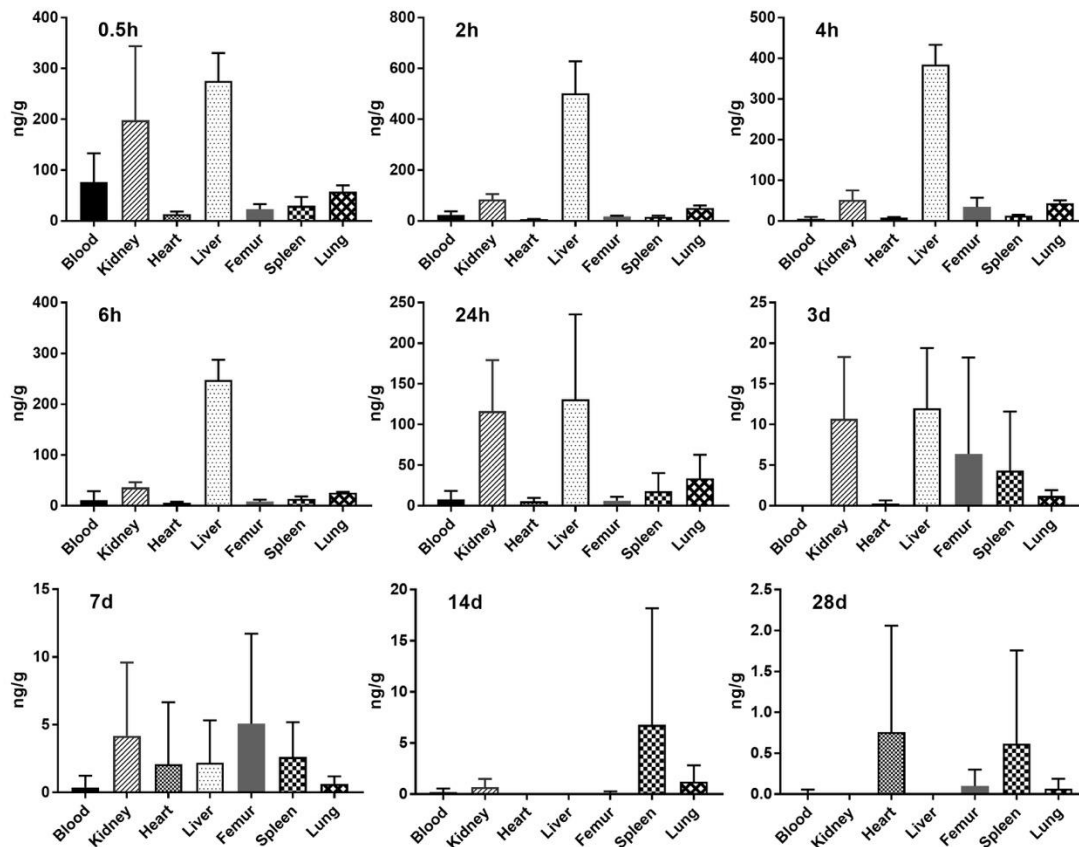 0.5h
ng/g
400
300
200
100
0
Blood Kidney Heart Liver Femur Spleen Lung
2h
ng/g
800
600
400
200
0
Blood Kidney Heart Liver Femur Spleen Lung
4h
ng/g
500
400
300
200
100
0
Blood Kidney Heart Liver Femur Spleen Lung
6h
ng/g
400
300
200
100
0
Blood Kidney Heart Liver Femur Spleen Lung
24h
ng/g
250
200
150
100
50
0
Blood Kidney Heart Liver Femur Spleen Lung
3d
ng/g
25
20
15
10
5
0
Blood Kidney Heart Liver Femur Spleen Lung
7d
ng/g
15
10
5
0
Blood Kidney Heart Liver Femur Spleen Lung
14d
ng/g
20
15
10
5
0
Blood Kidney Heart Liver Femur Spleen Lung
28d
ng/g
2.5
2.0
1.5
1.0
0.5
0.0
Blood Kidney Heart Liver Femur Spleen Lung